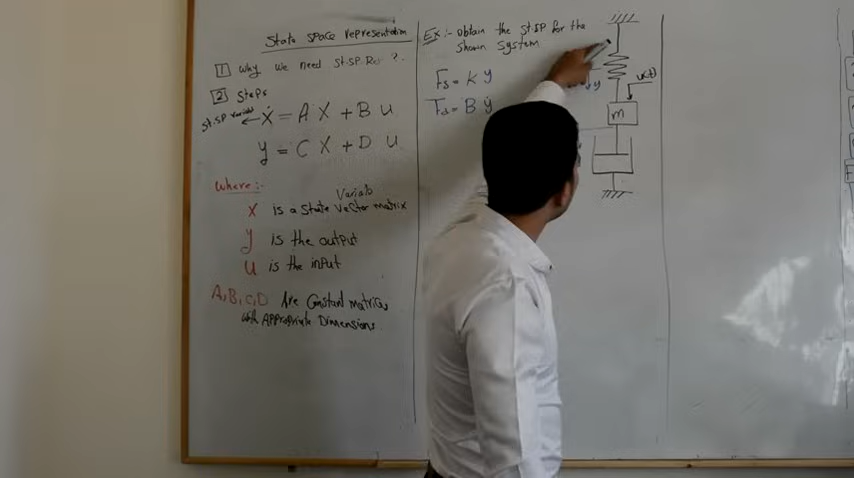 State space representation
1 why we need st.sp. Rep ?
2 Steps
st.sp variable ← Ẋ = A X + B u
y = C X + D u
Where:-
X is a state Variable Vector matrix
y is the output
u is the input
A,B,C,D Are Constant matrices
with Appropriate Dimensions
Ex:- obtain the st.sp for the
shown system
Fs = K y
Fd = B ẏ
y
u(t)
m